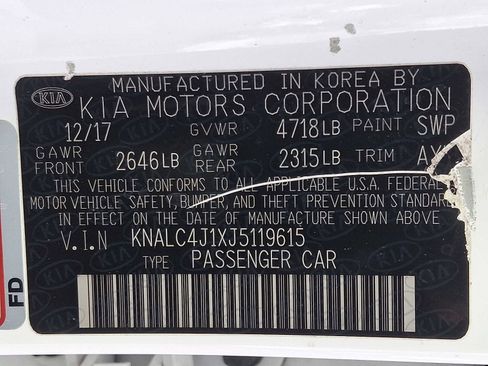 MANUFACTURED IN KOREA BY
KIA KIA MOTORS CORPORATION
12/17 GVWR 4718LB PAINT SWP
GAWR FRONT 2646LB GAWR REAR 2315LB TRIM
THIS VEHICLE CONFORMS TO ALL APPLICABLE U.S.A. FEDERAL
MOTOR VEHICLE SAFETY, BUMPER, AND THEFT PREVENTION STANDARDS
IN EFFECT ON THE DATE OF MANUFACTURE SHOWN ABOVE.
V.I.N KNALC4J1XJ5119615
TYPE PASSENGER CAR
FD